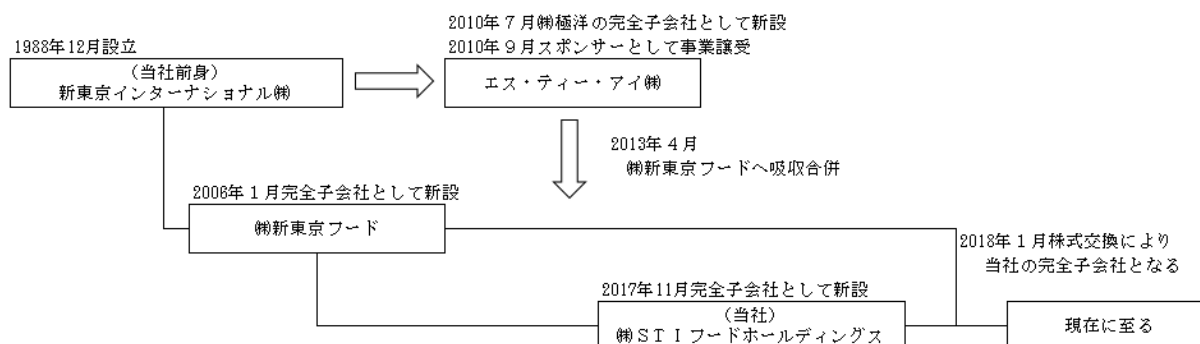 2010年７月㈱極洋の完全子会社として新設
1988年12月設立
2010年９月スポンサーとして事業譲受
（当社前身）
新東京インターナショナル㈱
エス・ティー・アイ㈱
2013年４月
㈱新東京フードへ吸収合併
2006年１月完全子会社として新設
㈱新東京フード
2018年１月株式交換により
当社の完全子会社となる
2017年11月完全子会社として新設
（当社）
㈱ＳＴＩフードホールディングス
現在に至る